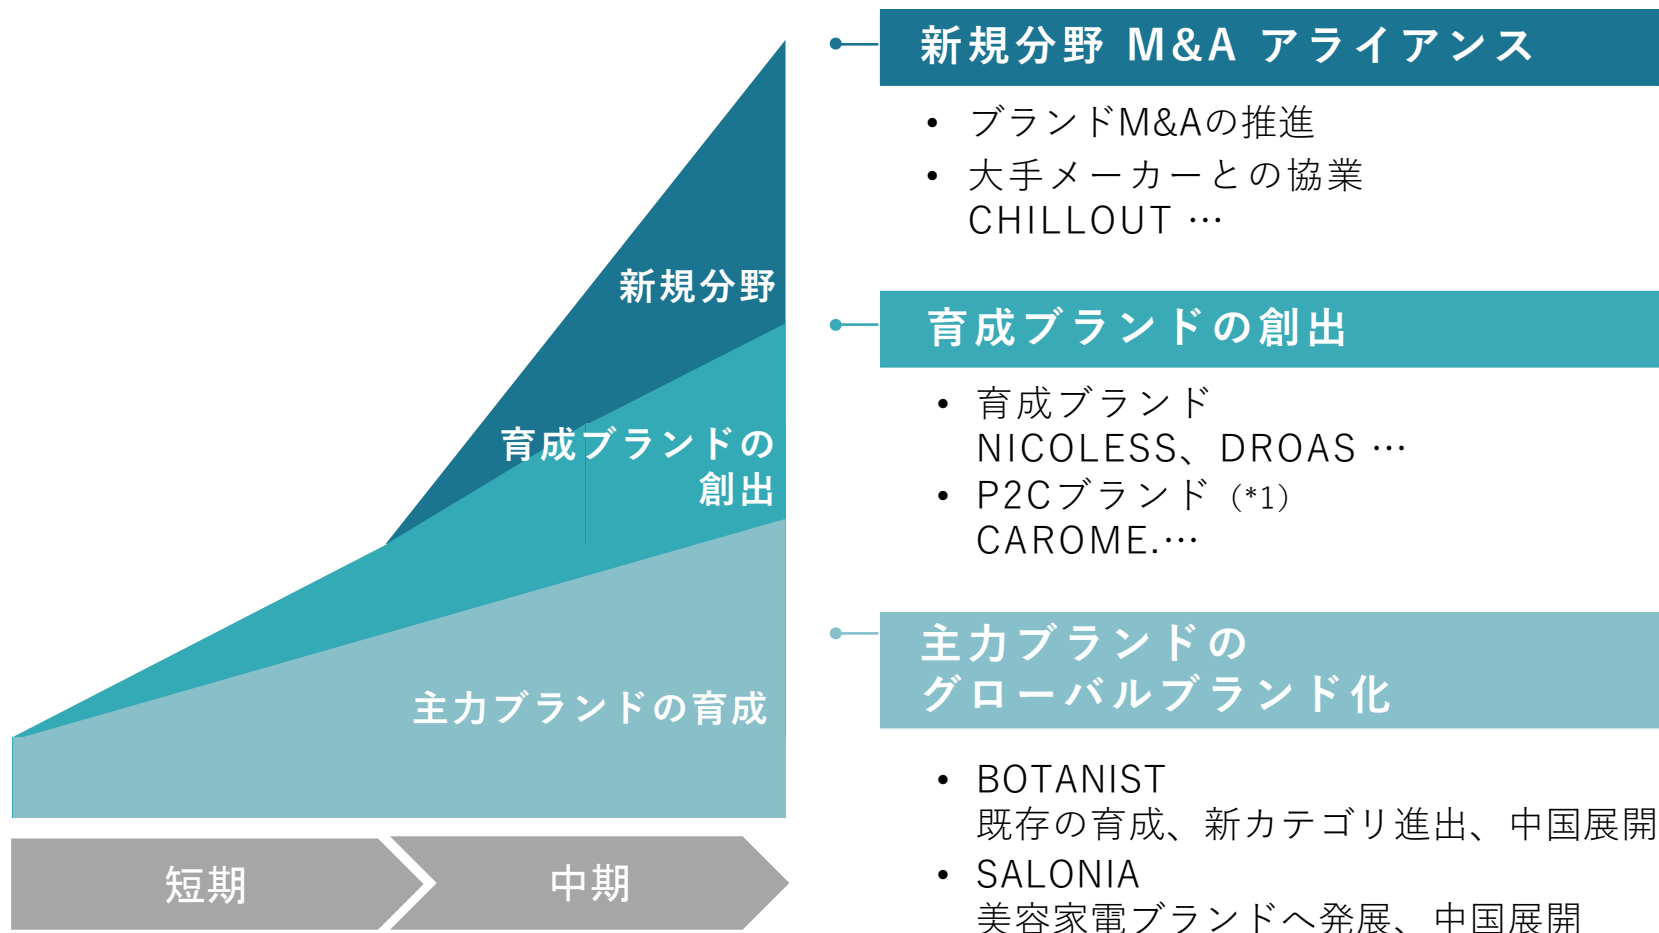 新規分野
育成ブランドの
創出
主力ブランドの育成
短期
中期
新規分野 M&A アライアンス
• ブランドM&Aの推進
• 大手メーカーとの協業
CHILLOUT …
育成ブランドの創出
• 育成ブランド
NICOLESS、DROAS …
• P2Cブランド (*1)
CAROME.…
主力ブランドの
グローバルブランド化
• BOTANIST
既存の育成、新カテゴリ進出、中国展開
• SALONIA
美容家電ブランドへ発展、中国展開